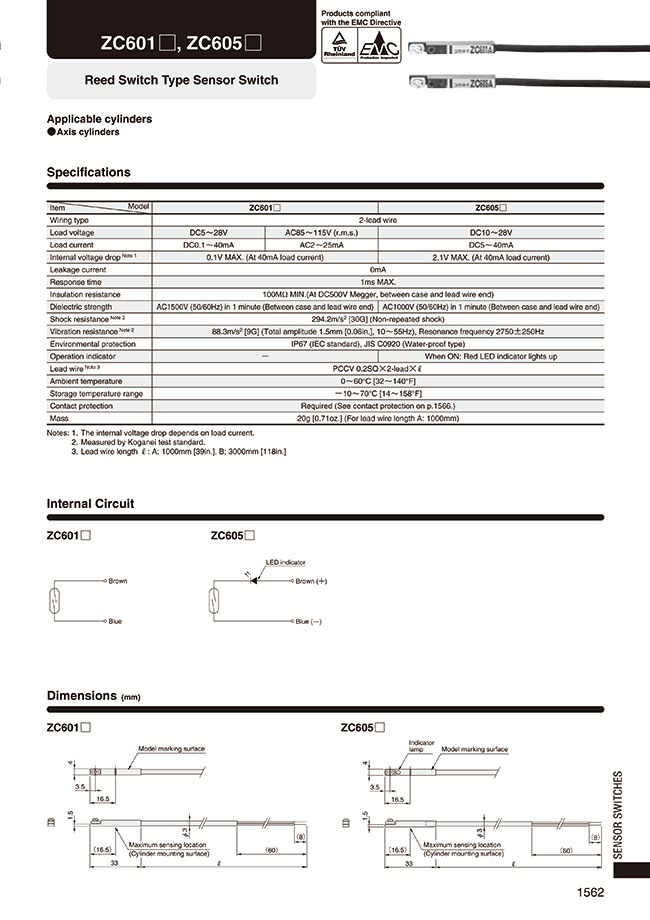 ZC601□, ZC605□
Products compliant
with the EMC Directive
TÜV
Rheinland
EMC
Production Inspected
ZC601A
ZC605A
Reed Switch Type Sensor Switch
Applicable cylinders
●Axis cylinders
Specifications
Item Model ZC601□ ZC605□
Wiring type 2-lead wire
Load voltage DC5～28V AC85～115V (r.m.s.) DC10～28V
Load current DC0.1～40mA AC2～25mA DC5～40mA
Internal voltage drop Note 1 0.1V MAX. (At 40mA load current) 2.1V MAX. (At 40mA load current)
Leakage current 0mA
Response time 1ms MAX.
Insulation resistance 100MΩ MIN.(At DC500V Megger, between case and lead wire end)
Dielectric strength AC1500V (50/60Hz) in 1 minute (Between case and lead wire end) AC1000V (50/60Hz) in 1 minute (Between case and lead wire end)
Shock resistance Note 2 294.2m/s² [30G] (Non-repeated shock)
Vibration resistance Note 2 88.3m/s² [9G] (Total amplitude 1.5mm [0.06in.], 10～55Hz), Resonance frequency 2750±250Hz
Environmental protection IP67 (IEC standard), JIS C0920 (Water-proof type)
Operation indicator － When ON: Red LED indicator lights up
Lead wire Note 3 PCCV 0.2SQ×2-lead×ℓ
Ambient temperature 0～60°C [32～140°F]
Storage temperature range －10～70°C [14～158°F]
Contact protection Required (See contact protection on p.1566.)
Mass 20g [0.71oz.] (For lead wire length A: 1000mm)
Notes: 1. The internal voltage drop depends on load current.
2. Measured by Koganei test standard.
3. Lead wire length ℓ : A: 1000mm [39in.], B; 3000mm [118in.]
Internal Circuit
ZC601□ ZC605□
LED indicator
Brown
Brown (＋)
Blue
Blue (－)
Dimensions (mm)
ZC601□
Model marking surface
4
3.5
16.5
1.5
φ3
(8)
(16.5)
Maximum sensing location
(Cylinder mounting surface)
(60)
33
ℓ
ZC605□
Indicator
lamp
Model marking surface
4
3.5
16.5
1.5
φ3
(8)
(16.5)
Maximum sensing location
(Cylinder mounting surface)
(60)
33
ℓ
SENSOR SWITCHES
1562